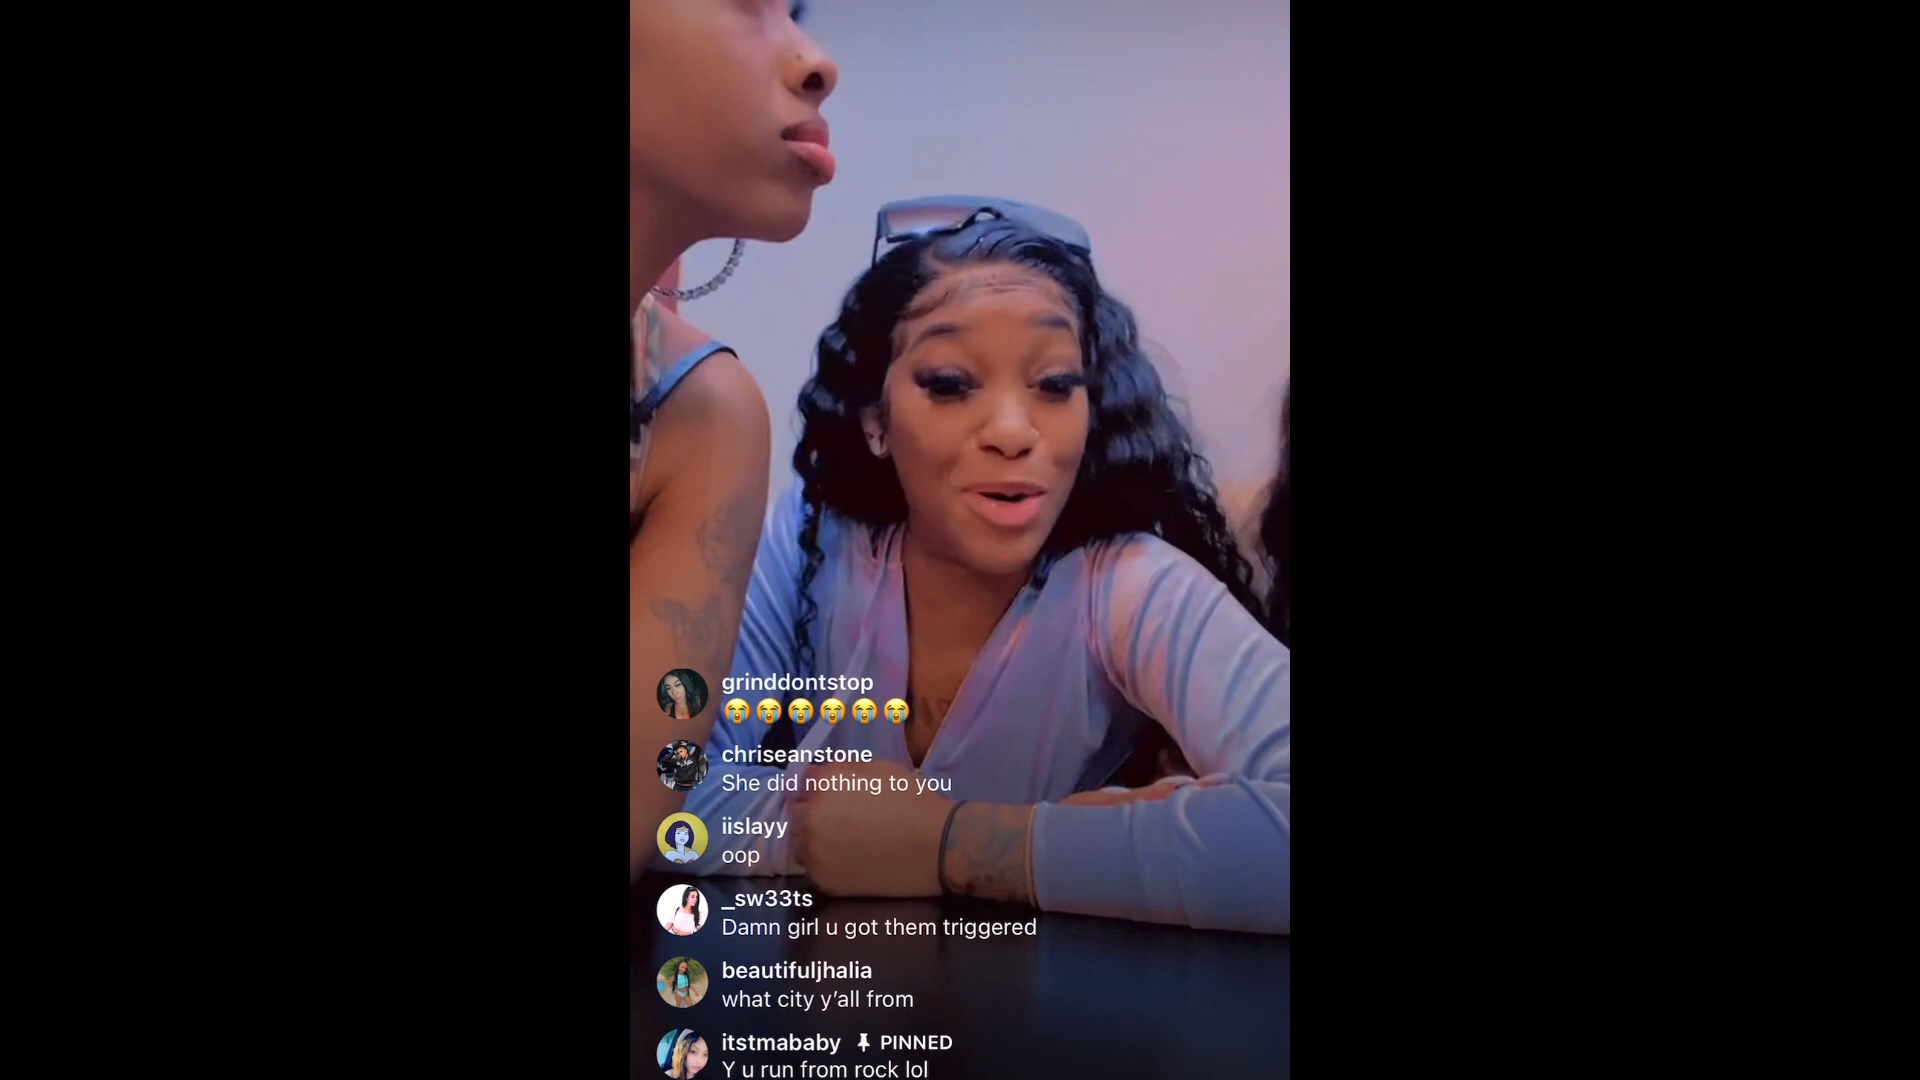 grinddontstop
😭😭😭😭😭😭
chriseanstone
She did nothing to you
iislayy
oop
_sw33ts
Damn girl u got them triggered
beautifuljhalia
what city y’all from
itstmababy PINNED
Y u run from rock lol